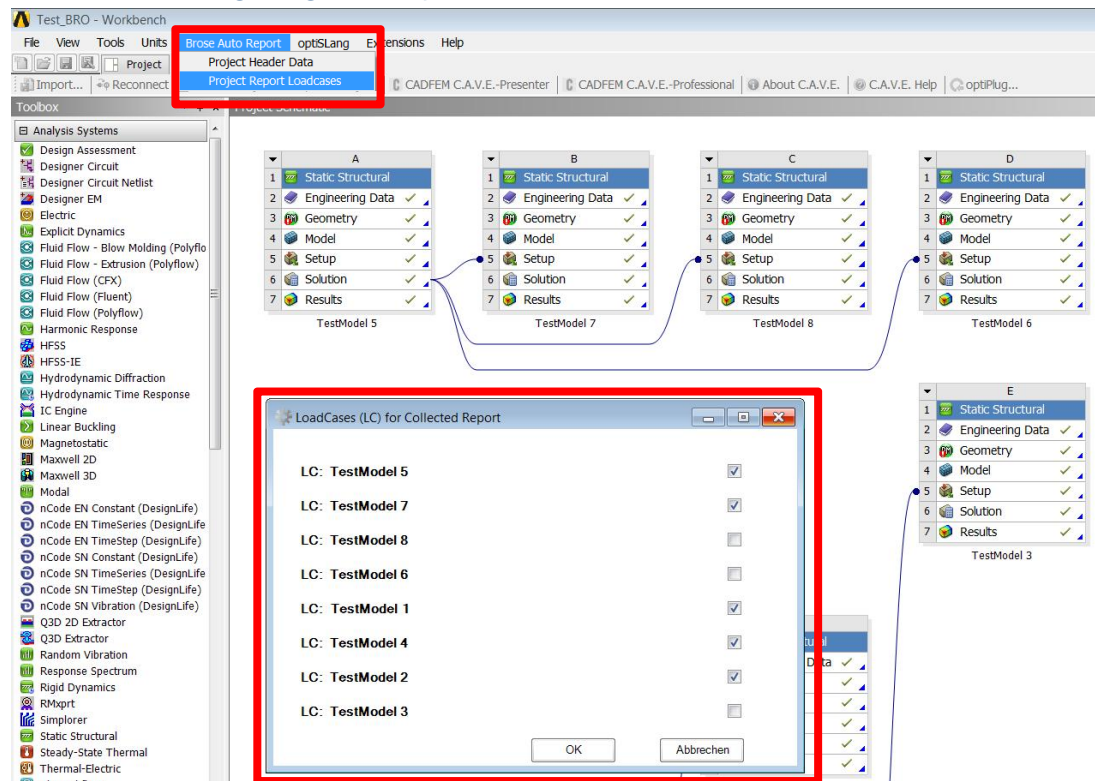 Test_BRO - Workbench
File View Tools Units Brose Auto Report optiSLang Extensions Help
Project Project Header Data
Import... Reconnect Project Report Loadcases CADFEM C.A.V.E.-Presenter CADFEM C.A.V.E.-Professional About C.A.V.E. C.A.V.E. Help optiPlug...
Toolbox Project Schematic
Analysis Systems
Design Assessment
Designer Circuit
Designer Circuit Netlist
Designer EM
Electric
Explicit Dynamics
Fluid Flow - Blow Molding (Polyflo
Fluid Flow - Extrusion (Polyflow)
Fluid Flow (CFX)
Fluid Flow (Fluent)
Fluid Flow (Polyflow)
Harmonic Response
HFSS
HFSS-IE
Hydrodynamic Diffraction
Hydrodynamic Time Response
IC Engine
Linear Buckling
Magnetostatic
Maxwell 2D
Maxwell 3D
Modal
nCode EN Constant (DesignLife)
nCode EN TimeSeries (DesignLife
nCode EN TimeStep (DesignLife)
nCode SN Constant (DesignLife)
nCode SN TimeSeries (DesignLife
nCode SN TimeStep (DesignLife)
nCode SN Vibration (DesignLife)
Q3D 2D Extractor
Q3D Extractor
Random Vibration
Response Spectrum
Rigid Dynamics
RMxprt
Simplorer
Static Structural
Steady-State Thermal
Thermal-Electric
A
1 Static Structural
2 Engineering Data
3 Geometry
4 Model
5 Setup
6 Solution
7 Results
TestModel 5
B
1 Static Structural
2 Engineering Data
3 Geometry
4 Model
5 Setup
6 Solution
7 Results
TestModel 7
C
1 Static Structural
2 Engineering Data
3 Geometry
4 Model
5 Setup
6 Solution
7 Results
TestModel 8
D
1 Static Structural
2 Engineering Data
3 Geometry
4 Model
5 Setup
6 Solution
7 Results
TestModel 6
E
1 Static Structural
2 Engineering Data
3 Geometry
4 Model
5 Setup
6 Solution
7 Results
TestModel 3
LoadCases (LC) for Collected Report
LC: TestModel 5
LC: TestModel 7
LC: TestModel 8
LC: TestModel 6
LC: TestModel 1
LC: TestModel 4
LC: TestModel 2
LC: TestModel 3
OK Abbrechen